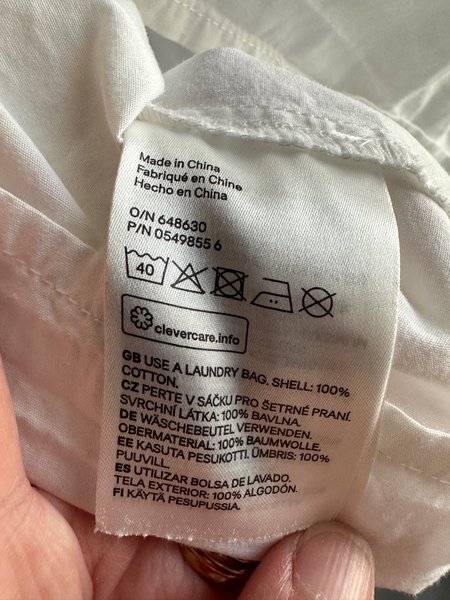 Made in China
Fabriqué en Chine
Hecho en China
O/N 648630
P/N 0549855 6
40
clevercare.info
GB USE A LAUNDRY BAG. SHELL: 100%
COTTON.
CZ PERTE V SÁČKU PRO ŠETRNÉ PRANÍ.
SVRCHNÍ LÁTKA: 100% BAVLNA.
DE WÄSCHEBEUTEL VERWENDEN.
OBERMATERIAL: 100% BAUMWOLLE.
EE KASUTA PESUKOTTI. ÜMBRIS: 100%
PUUVILL.
ES UTILIZAR BOLSA DE LAVADO.
TELA EXTERIOR: 100% ALGODÓN.
FI KÄYTÄ PESUPUSSIA.